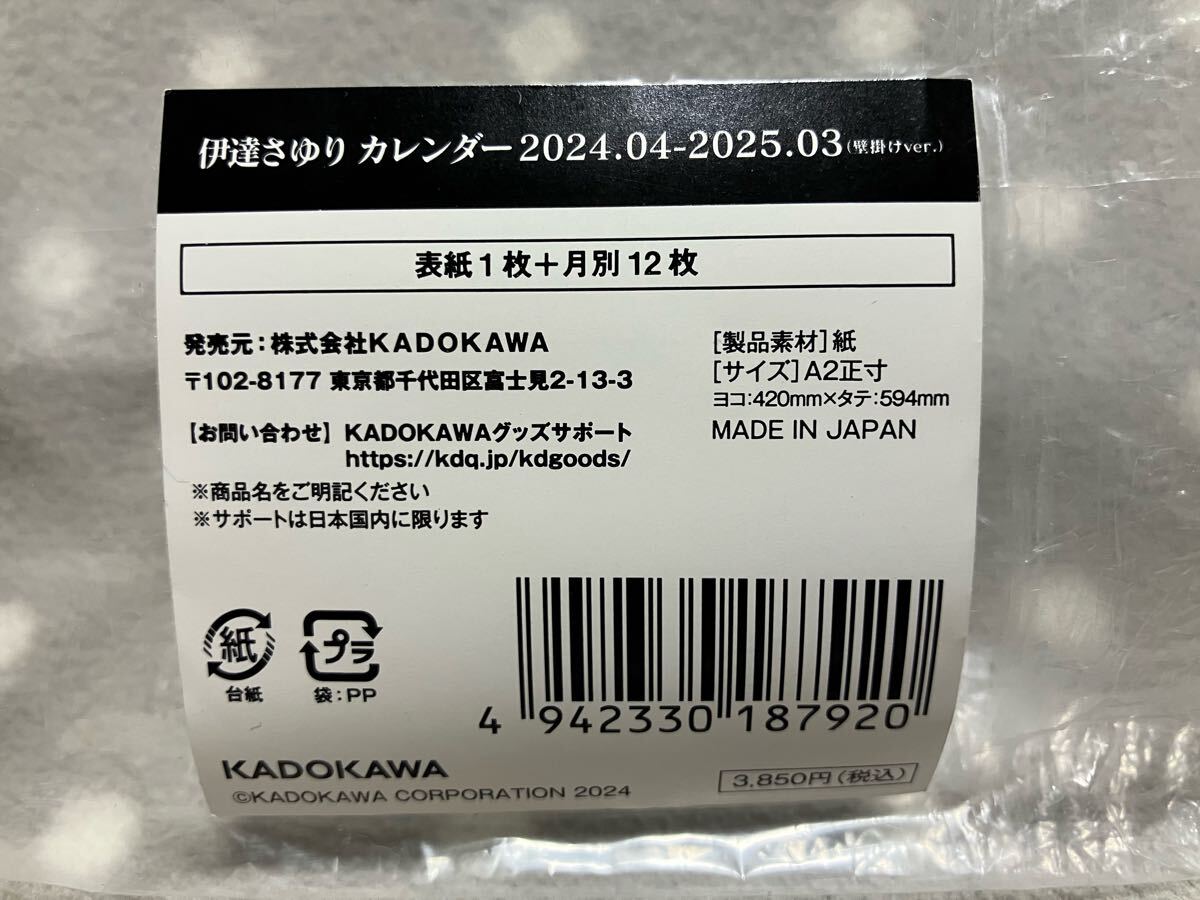 伊達さゆり カレンダー 2024.04-2025.03(壁掛けver.)
表紙1枚＋月別12枚
発売元：株式会社KADOKAWA
〒102-8177 東京都千代田区富士見2-13-3
【お問い合わせ】 KADOKAWAグッズサポート
https://kdq.jp/kdgoods/
※商品名をご明記ください
※サポートは日本国内に限ります
[製品素材]紙
[サイズ]A2正寸
ヨコ:420mm×タテ:594mm
MADE IN JAPAN
紙
台紙
プラ
袋：PP
4 942330 187920
KADOKAWA
©KADOKAWA CORPORATION 2024
3,850円(税込)